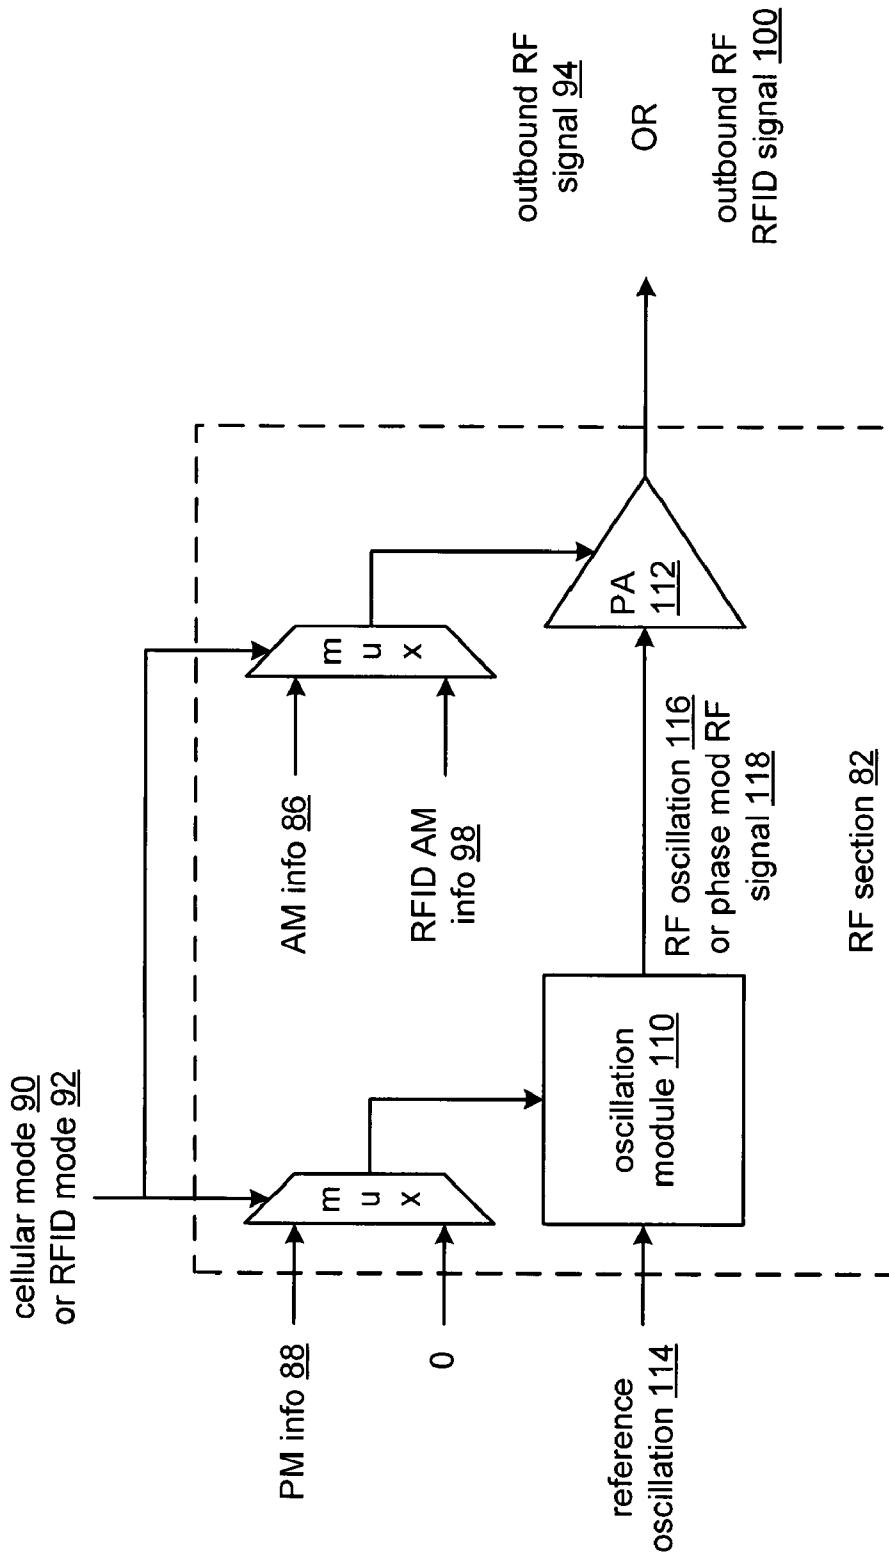 cellular mode 90
or RFID mode 92
PM info 88
0
reference
oscillation 114
mux
oscillation
module 110
AM info 86
RFID AM
info 98
mux
RF oscillation 116
or phase mod RF
signal 118
PA
112
RF section 82
outbound RF
signal 94
OR
outbound RF
RFID signal 100